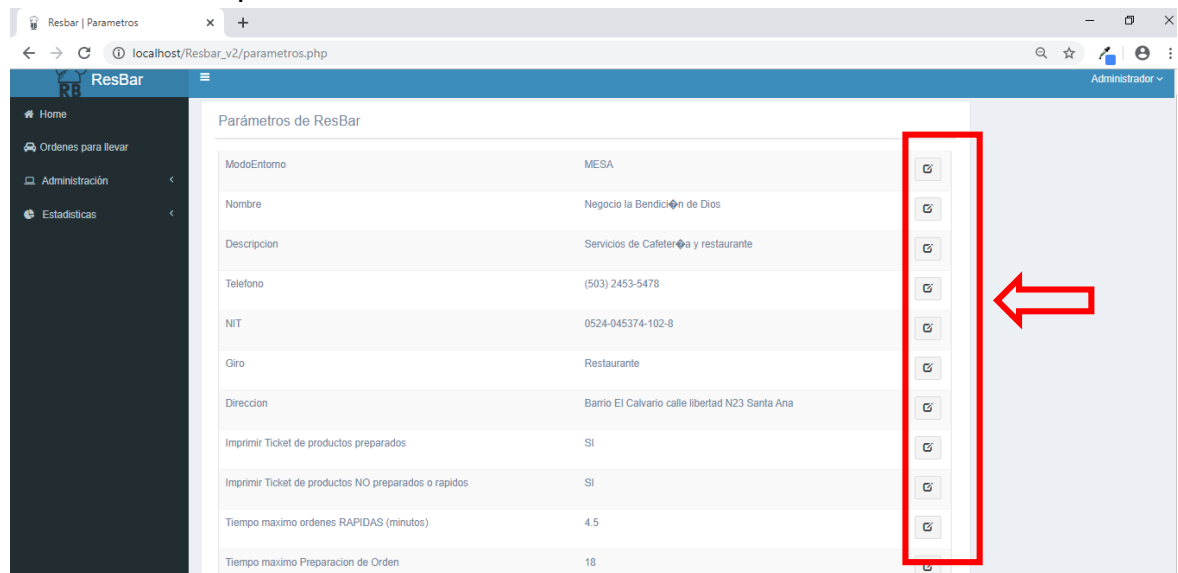 Resbar | Parametros
localhost/Resbar_v2/parametros.php
RB
ResBar
Administrador
Home
Ordenes para llevar
Administración
Estadisticas
Parámetros de ResBar
ModoEntorno MESA
Nombre Negocio la Bendici�n de Dios
Descripcion Servicios de Cafeter�a y restaurante
Telefono (503) 2453-5478
NIT 0524-045374-102-8
Giro Restaurante
Direccion Barrio El Calvario calle libertad N23 Santa Ana
Imprimir Ticket de productos preparados SI
Imprimir Ticket de productos NO preparados o rapidos SI
Tiempo maximo ordenes RAPIDAS (minutos) 4.5
Tiempo maximo Preparacion de Orden 18